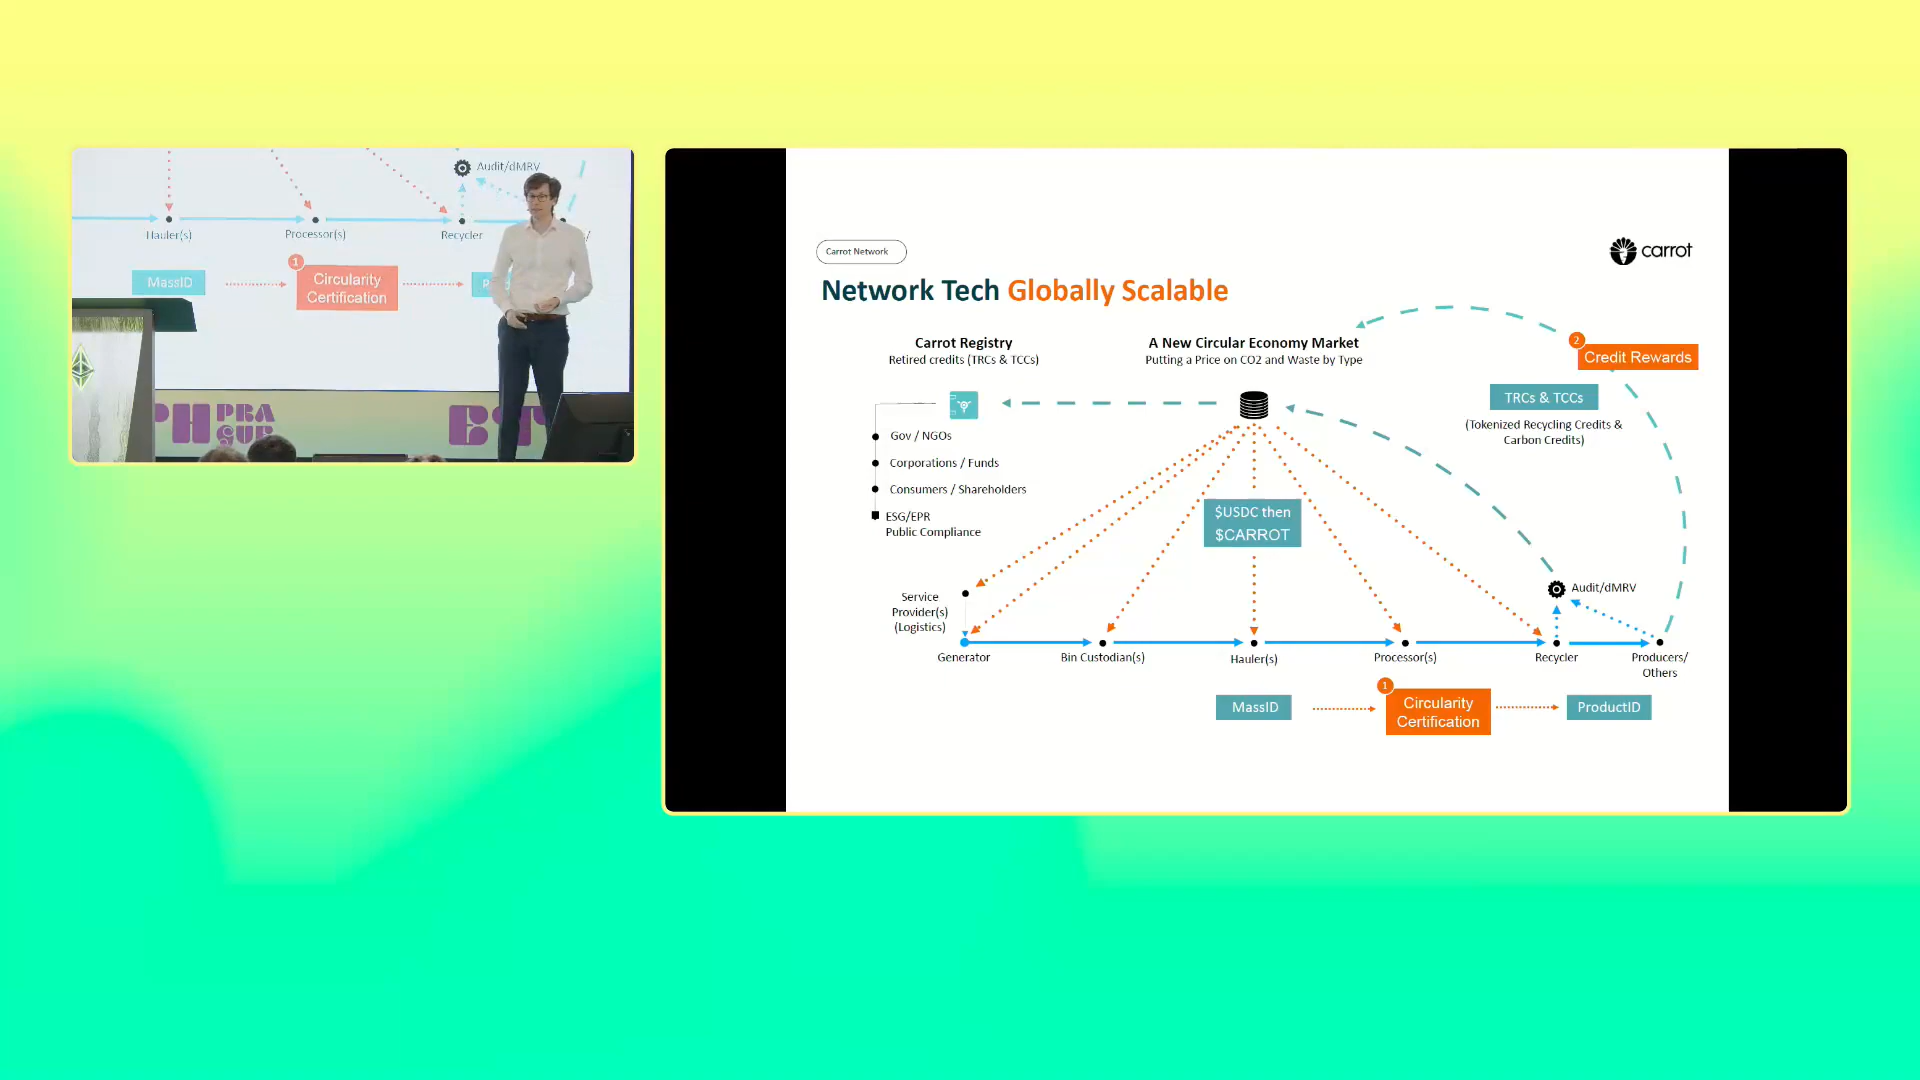 Audit/dMRV
Hauler(s)
Processor(s)
Recycler
MassID
1
Circularity
Certification
PRA
GUE
Carrot Network
carrot
Network Tech Globally Scalable
Carrot Registry
Retired credits (TRCs & TCCs)
A New Circular Economy Market
Putting a Price on CO2 and Waste by Type
2
Credit Rewards
TRCs & TCCs
(Tokenized Recycling Credits &
Carbon Credits)
Gov / NGOs
Corporations / Funds
Consumers / Shareholders
ESG/EPR
Public Compliance
$USDC then
$CARROT
Service
Provider(s)
(Logistics)
Audit/dMRV
Generator
Bin Custodian(s)
Hauler(s)
Processor(s)
Recycler
Producers/
Others
MassID
1
Circularity
Certification
ProductID